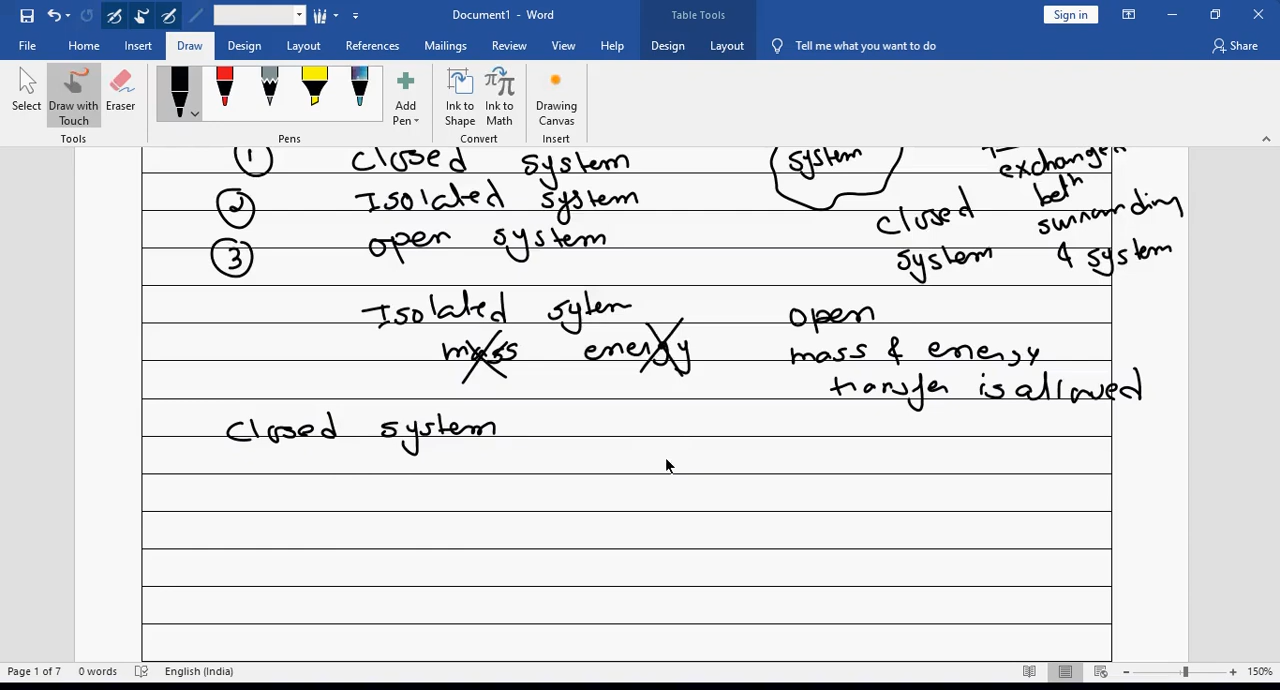 Document1 - Word
Table Tools
Sign in
File Home Insert Draw Design Layout References Mailings Review View Help Design Layout Tell me what you want to do Share
Select
Draw with Touch
Eraser
Add Pen
Ink to Shape
Ink to Math
Drawing Canvas
Tools Pens Convert Insert
1 closed system
2 Isolated system
3 open system
system
closed system
exchange
beth
surrounding
& system
Isolated sytem
mass energy
open
mass & energy
transfer is allowed
closed system
Page 1 of 7 0 words English (India) 150%